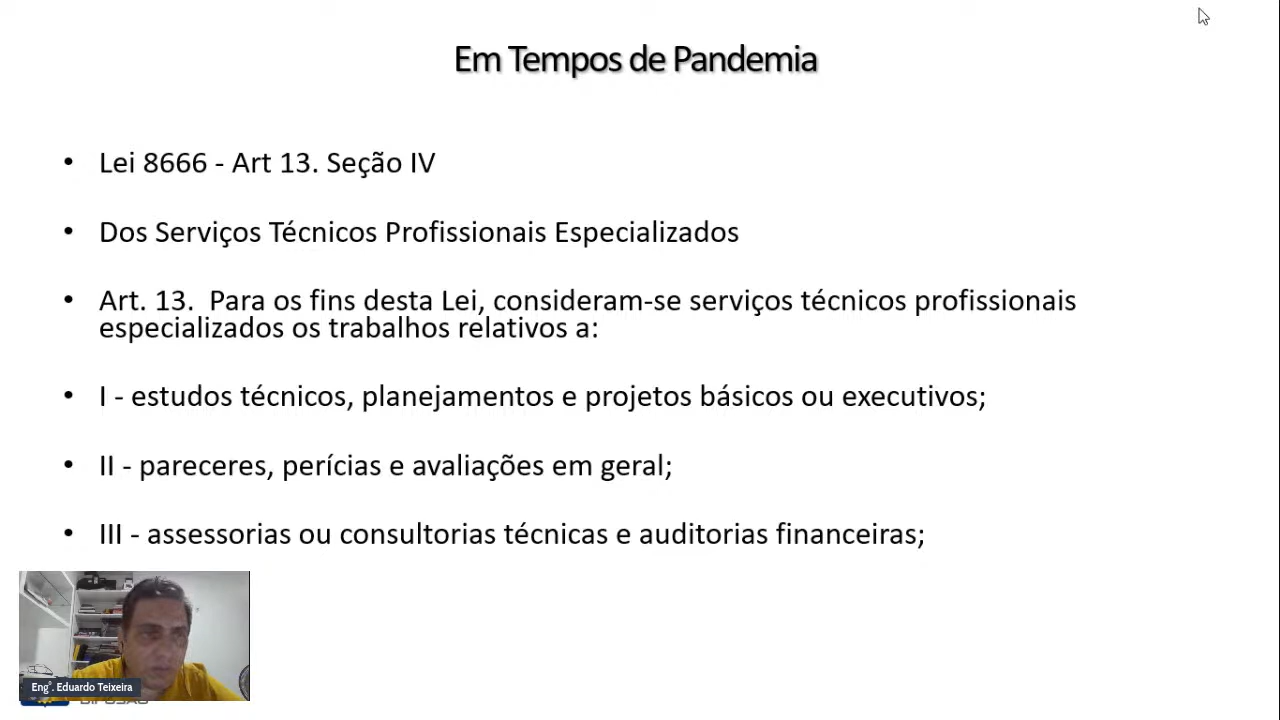 Em Tempos de Pandemia
• Lei 8666 - Art 13. Seção IV
• Dos Serviços Técnicos Profissionais Especializados
• Art. 13.  Para os fins desta Lei, consideram-se serviços técnicos profissionais
especializados os trabalhos relativos a:
• I - estudos técnicos, planejamentos e projetos básicos ou executivos;
• II - pareceres, perícias e avaliações em geral;
• III - assessorias ou consultorias técnicas e auditorias financeiras;
Eng°. Eduardo Teixeira